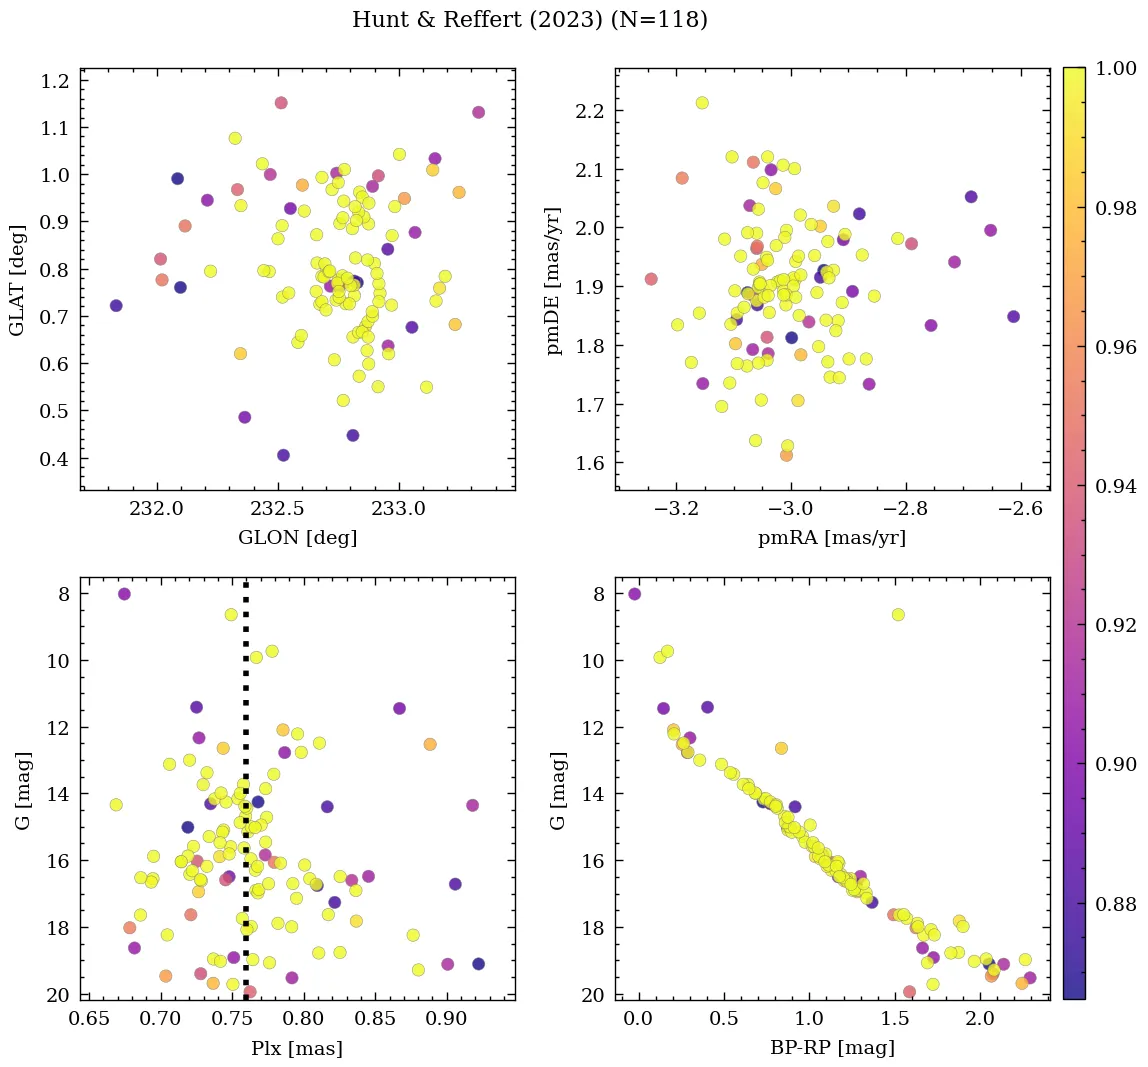 Hunt & Reffert (2023) (N=118)
1.2
1.1
1.0
0.9
0.8
0.7
0.6
0.5
0.4
GLAT [deg]
232.0 232.5 233.0
GLON [deg]
2.2
2.1
2.0
1.9
1.8
1.7
1.6
pmDE [mas/yr]
−3.2 −3.0 −2.8 −2.6
pmRA [mas/yr]
1.00
0.98
0.96
0.94
0.92
0.90
0.88
8
10
12
14
16
18
20
G [mag]
0.65 0.70 0.75 0.80 0.85 0.90
Plx [mas]
8
10
12
14
16
18
20
G [mag]
0.0 0.5 1.0 1.5 2.0
BP-RP [mag]